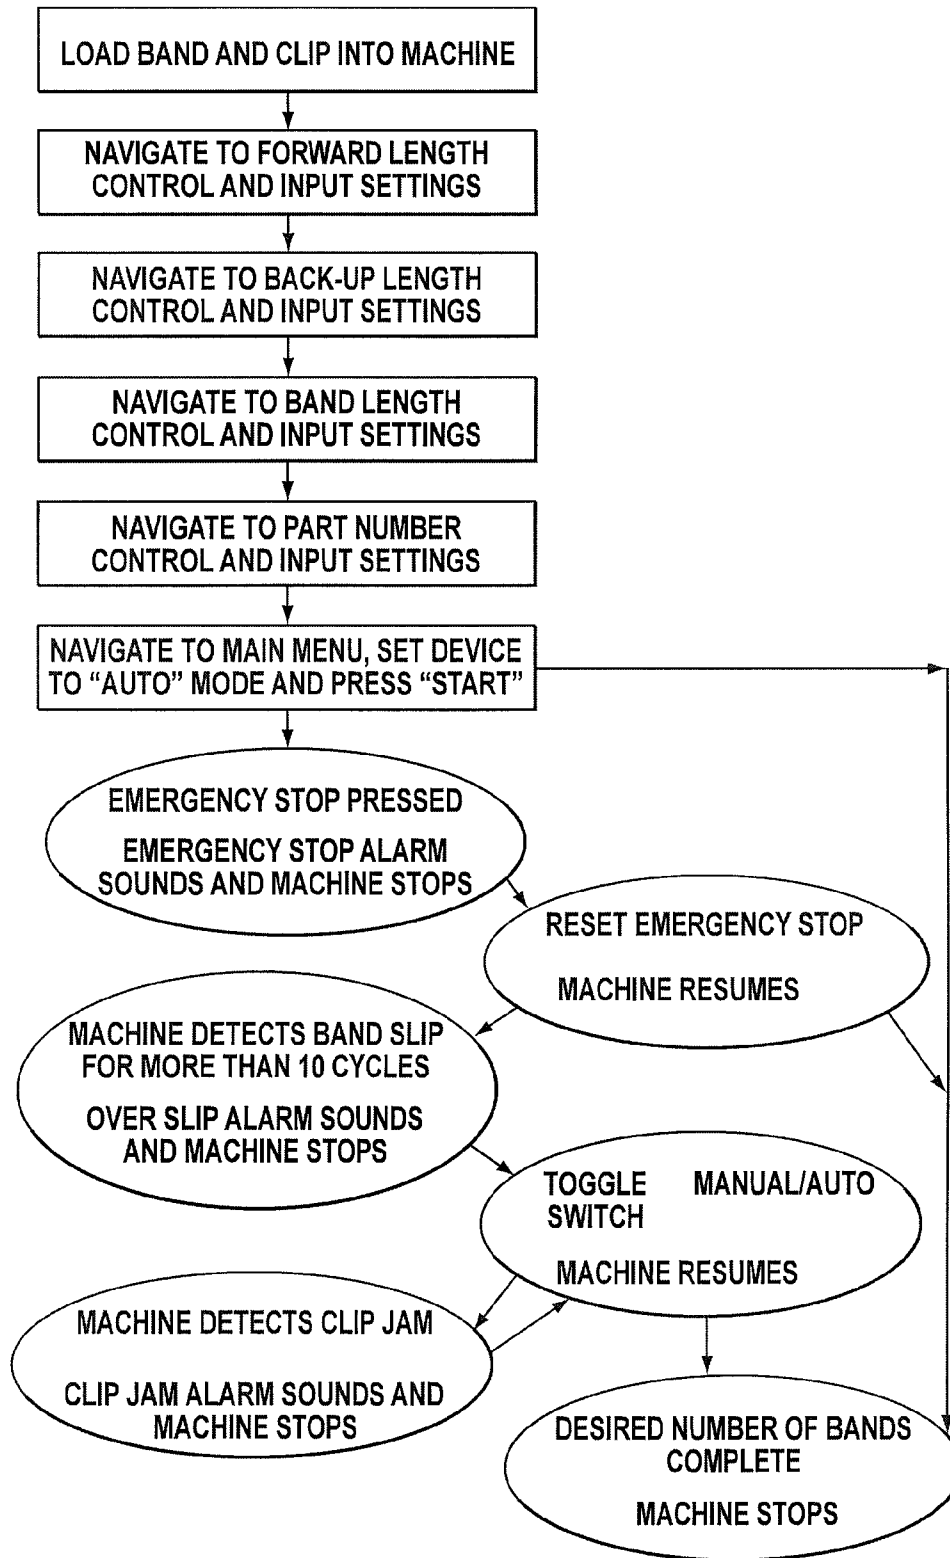 LOAD BAND AND CLIP INTO MACHINE
NAVIGATE TO FORWARD LENGTH
CONTROL AND INPUT SETTINGS
NAVIGATE TO BACK-UP LENGTH
CONTROL AND INPUT SETTINGS
NAVIGATE TO BAND LENGTH
CONTROL AND INPUT SETTINGS
NAVIGATE TO PART NUMBER
CONTROL AND INPUT SETTINGS
NAVIGATE TO MAIN MENU, SET DEVICE
TO “AUTO” MODE AND PRESS “START”
EMERGENCY STOP PRESSED
EMERGENCY STOP ALARM
SOUNDS AND MACHINE STOPS
RESET EMERGENCY STOP
MACHINE RESUMES
MACHINE DETECTS BAND SLIP
FOR MORE THAN 10 CYCLES
OVER SLIP ALARM SOUNDS
AND MACHINE STOPS
TOGGLE MANUAL/AUTO
SWITCH
MACHINE RESUMES
MACHINE DETECTS CLIP JAM
CLIP JAM ALARM SOUNDS AND
MACHINE STOPS
DESIRED NUMBER OF BANDS
COMPLETE
MACHINE STOPS